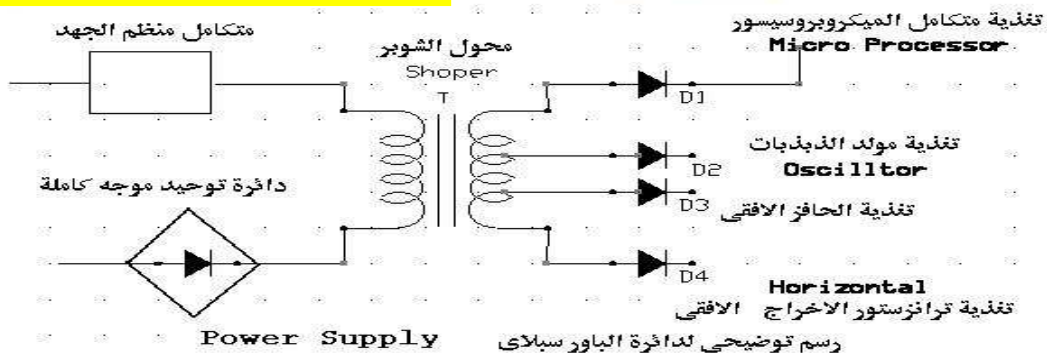 تغذية متكامل الميكروبروسيسور
Micro Processor
متكامل منظم الجهد
محول الشوبر
Shoper
T
D1
تغذية مولد الذبذبات
Oscilltor
D2
دائرة توحيد موجه كاملة
D3
تغذية الحافز الافقى
D4
Horizontal
تغذية ترانزستور الاخراج الافقى
Power Supply
رسم توضيحي لدائرة الباور سبلاى